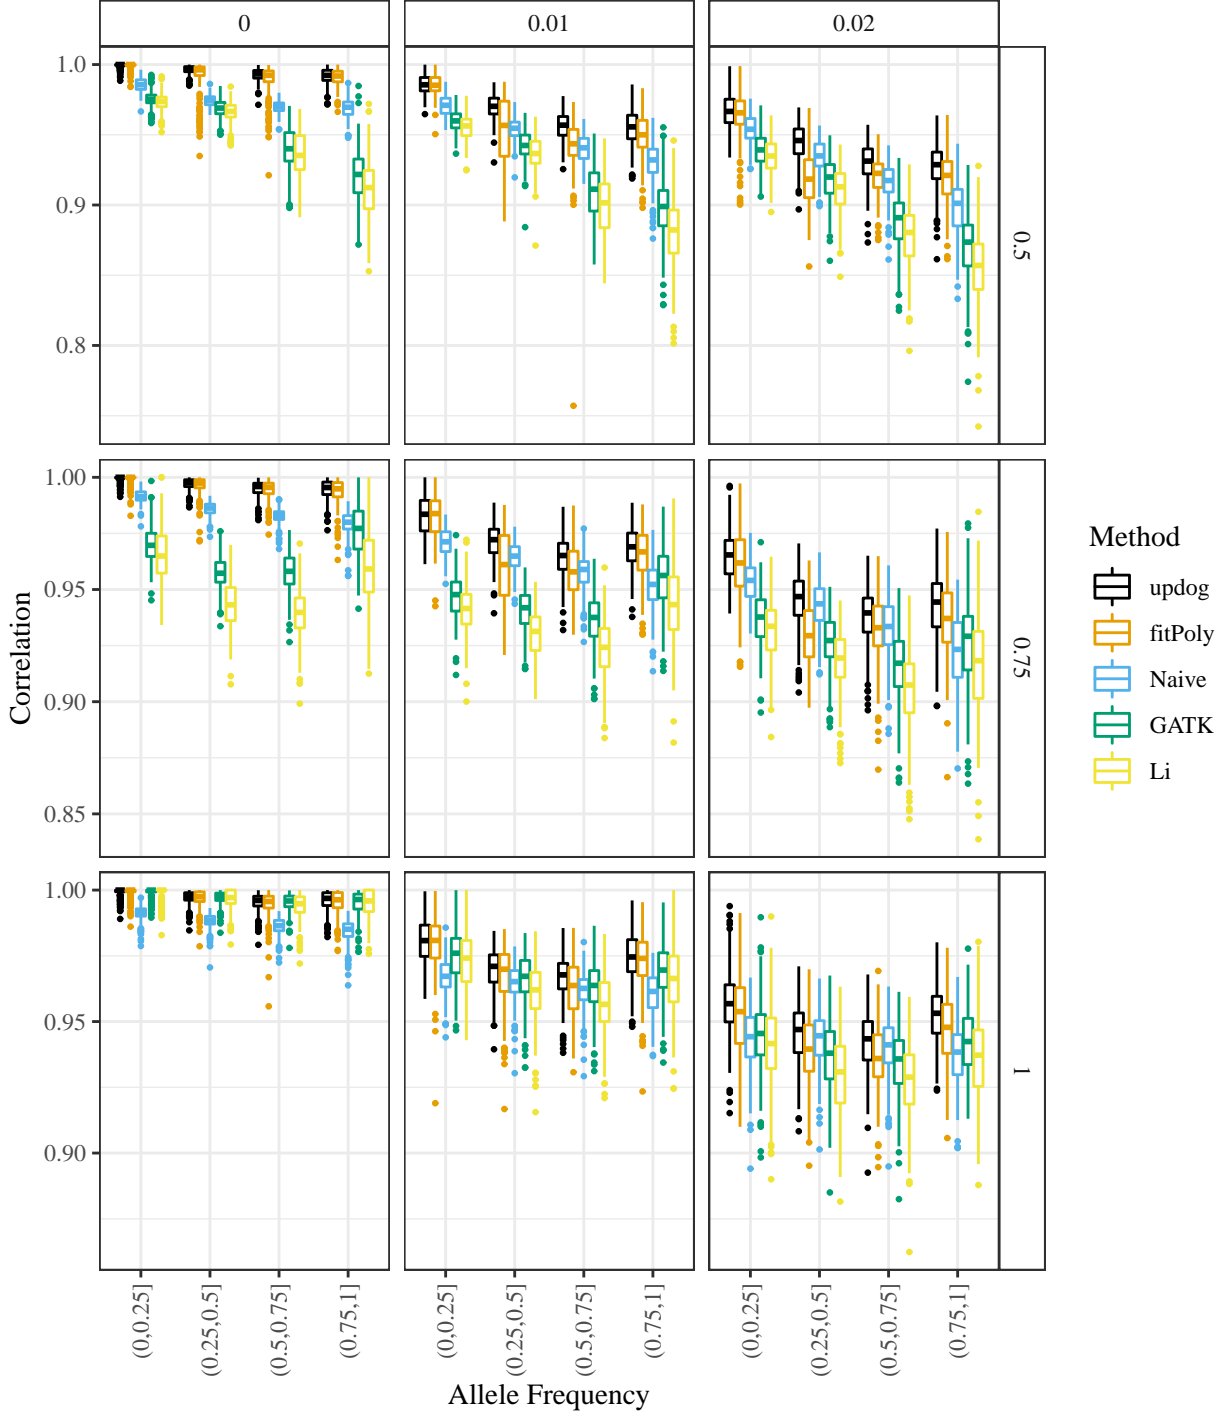 0 0.01 0.02
1.0
0.9
0.8
0.5
1.00
0.95
0.90
0.85
0.75
1.00
0.95
0.90
1
Correlation
(0,0.25] (0.25,0.5] (0.5,0.75] (0.75,1] (0,0.25] (0.25,0.5] (0.5,0.75] (0.75,1] (0,0.25] (0.25,0.5] (0.5,0.75] (0.75,1]
Allele Frequency
Method
updog
fitPoly
Naive
GATK
Li